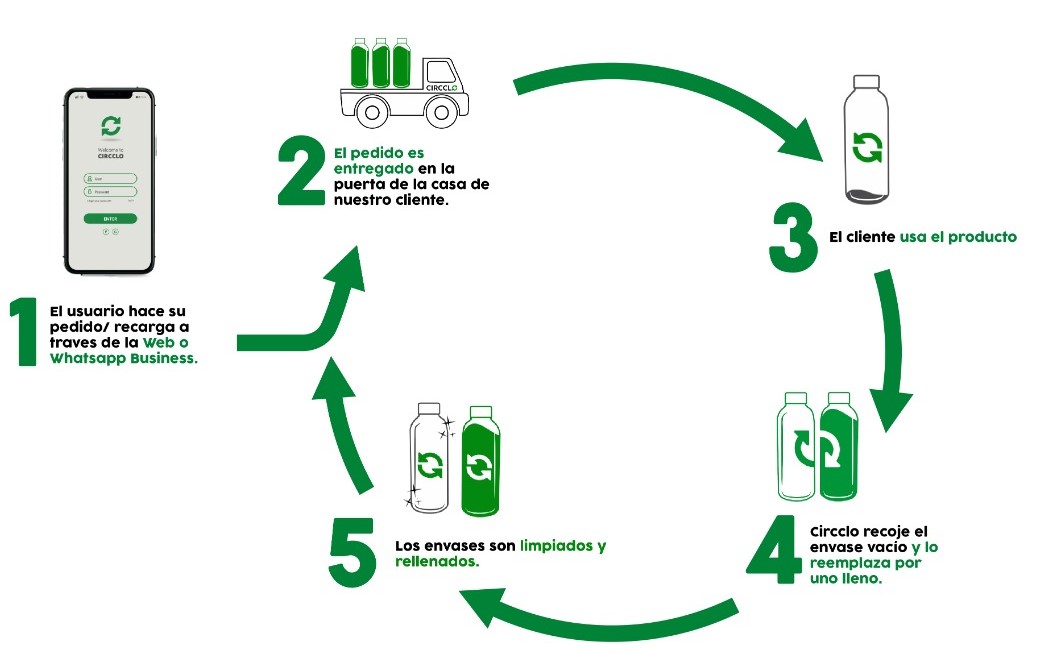 Welcome to
CIRCCLO
User
Password
ENTER
1
El usuario hace su
pedido/ recarga a
traves de la Web o
Whatsapp Business.
CIRCCLO
2
El pedido es
entregado en la
puerta de la casa de
nuestro cliente.
3
El cliente usa el producto
4
Circclo recoje el
envase vacio y lo
reemplaza por
uno lleno.
5
Los envases son limpiados y
rellenados.